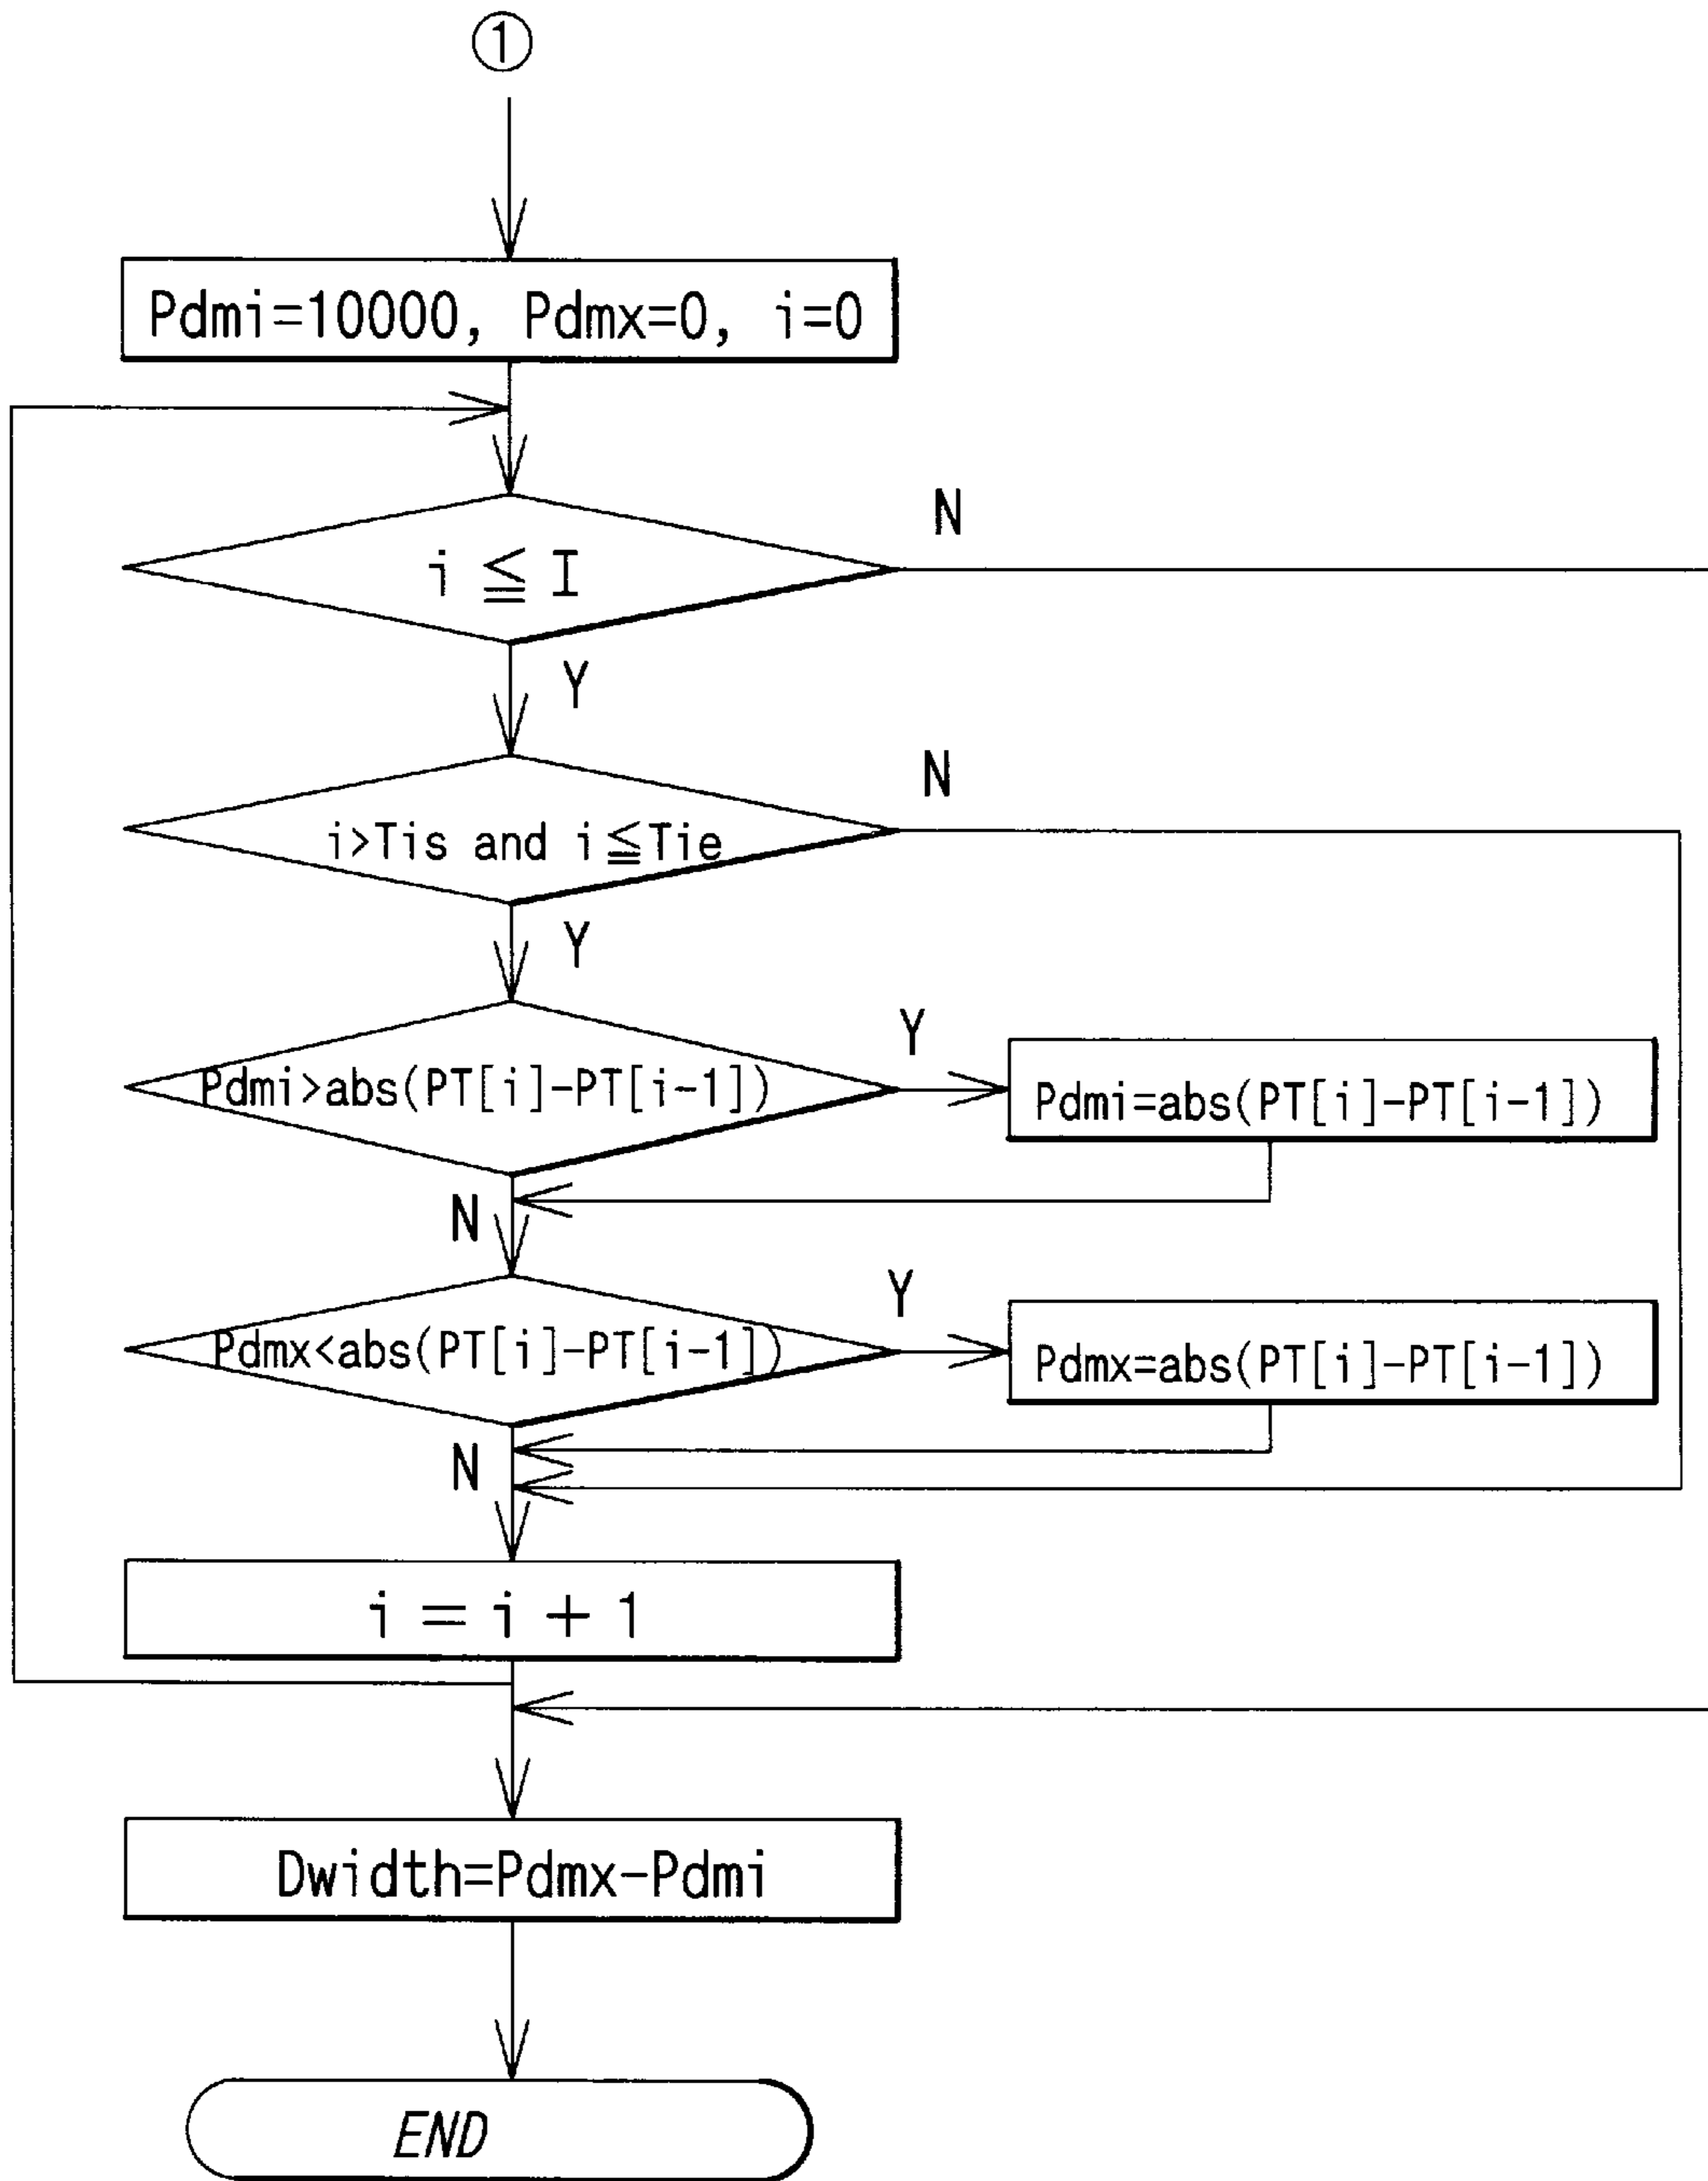 ①
Pdmi=10000, Pdmx=0, i=0
N
i ≦ I
Y
N
i>Tis and i≦Tie
Y
Y
Pdmi>abs(PT[i]-PT[i-1])
Pdmi=abs(PT[i]-PT[i-1])
N
Y
Pdmx<abs(PT[i]-PT[i-1])
Pdmx=abs(PT[i]-PT[i-1])
N
i = i + 1
Dwidth=Pdmx-Pdmi
END